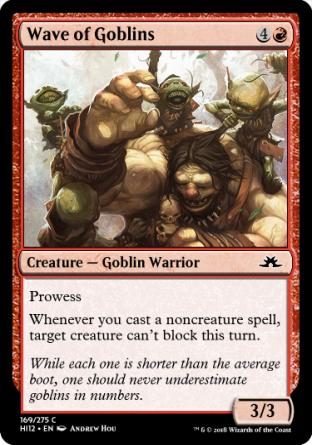 Wave of Goblins 4
Creature — Goblin Warrior
Prowess
Whenever you cast a noncreature spell,
target creature can't block this turn.
While each one is shorter than the average
boot, one should never underestimate
goblins in numbers.
3/3
169/275 C
HI12 • EN Andrew Hou
™ & © 2018 Wizards of the Coast